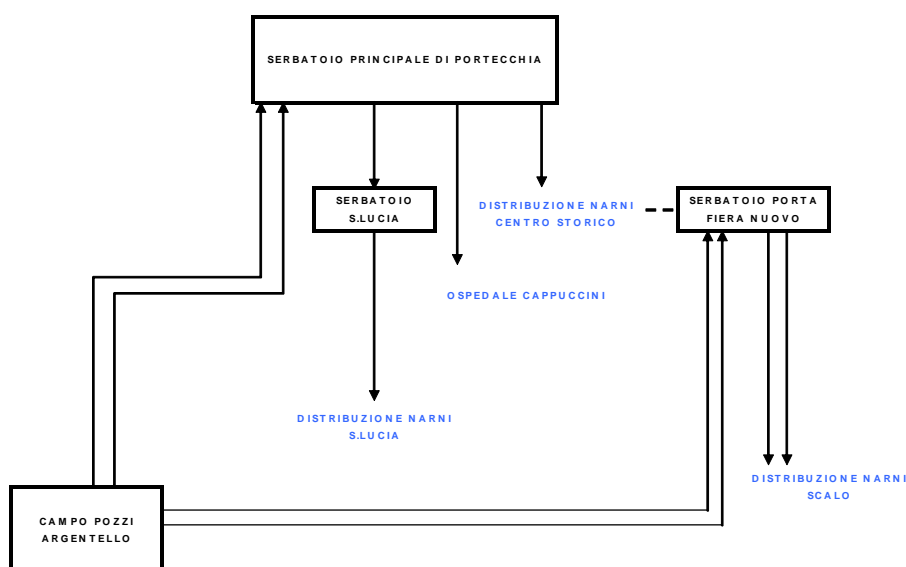 SERBATOIO PRINCIPALE DI PORTECCHIA
SERBATOIO
S.LUCIA
DISTRIBUZIONE NARNI
CENTRO STORICO
SERBATOIO PORTA
FIERA NUOVO
OSPEDALE CAPPUCCINI
DISTRIBUZIONE NARNI
S.LUCIA
DISTRIBUZIONE NARNI
SCALO
CAMPO POZZI
ARGENTELLO